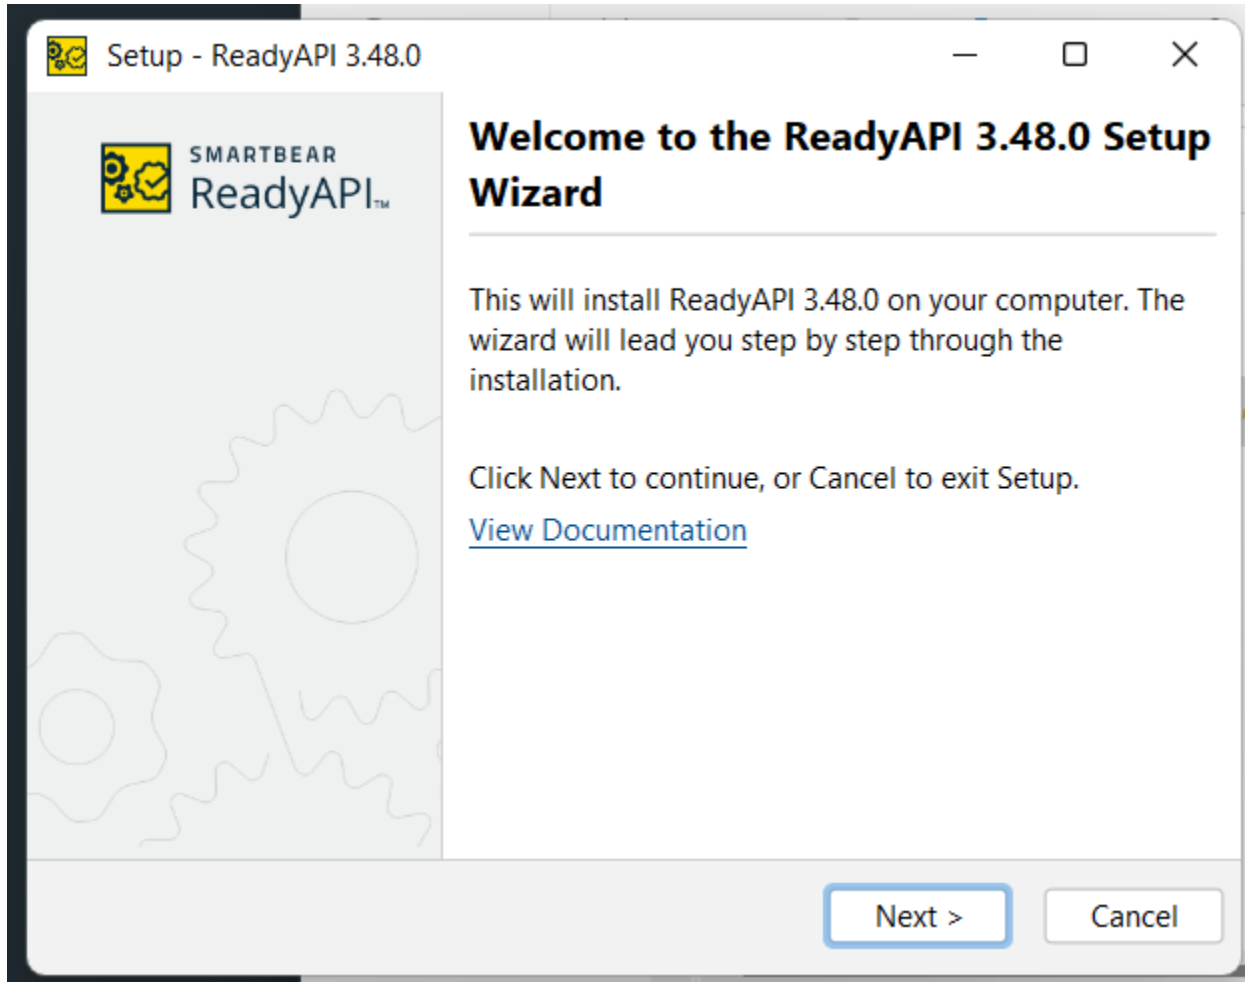 Setup - ReadyAPI 3.48.0
SMARTBEAR
ReadyAPI™
Welcome to the ReadyAPI 3.48.0 Setup
Wizard
This will install ReadyAPI 3.48.0 on your computer. The
wizard will lead you step by step through the
installation.
Click Next to continue, or Cancel to exit Setup.
View Documentation
Next >
Cancel